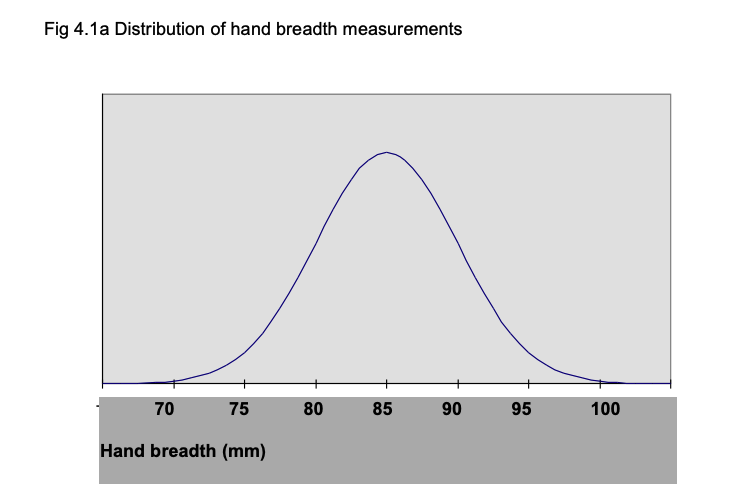 Fig 4.1a Distribution of hand breadth measurements
70 75 80 85 90 95 100
Hand breadth (mm)